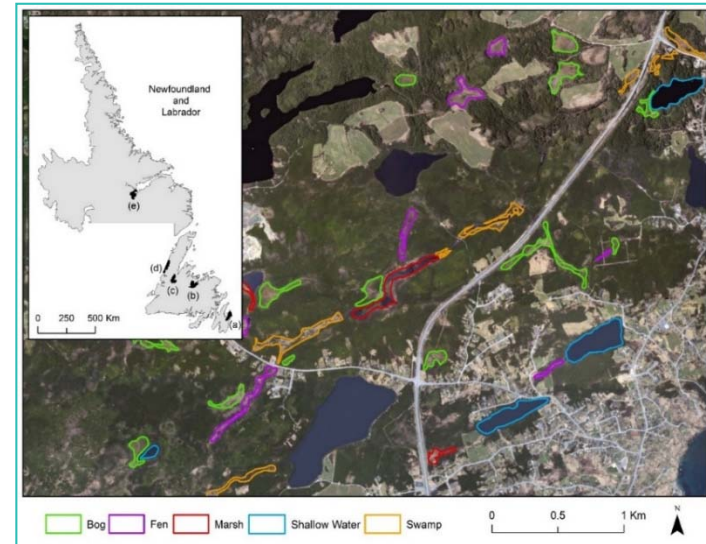 Newfoundland
and
Labrador
(e)
(d)
(c)
(b)
(a)
0 250 500 Km
Bog Fen Marsh Shallow Water Swamp
0 0.5 1 Km
N